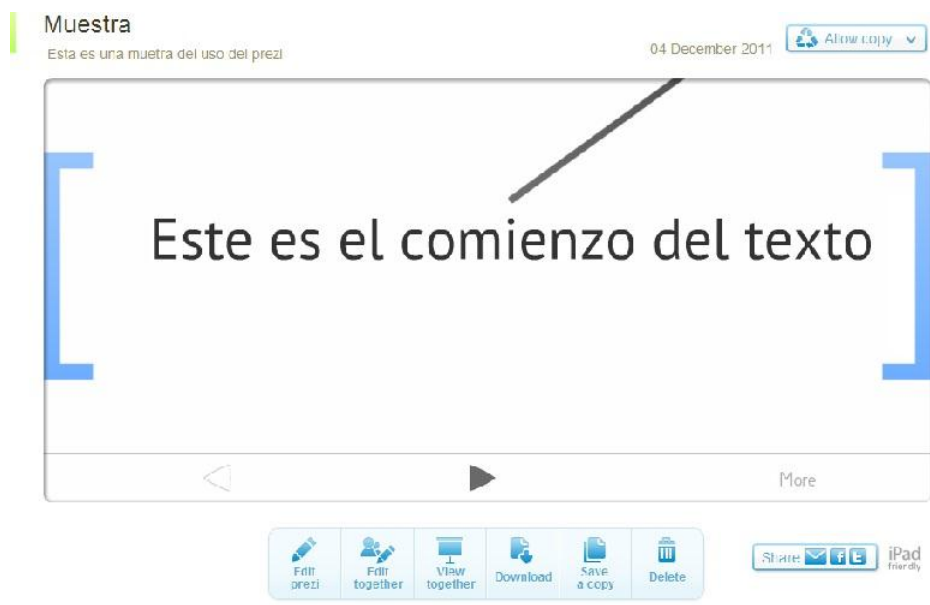 Muestra
Esta es una muetra del uso del prezi
04 December 2011
Allow copy
Este es el comienzo del texto
More
Edit
prezi
Edit
together
View
together
Download
Save
a copy
Delete
Share
iPad
friendly